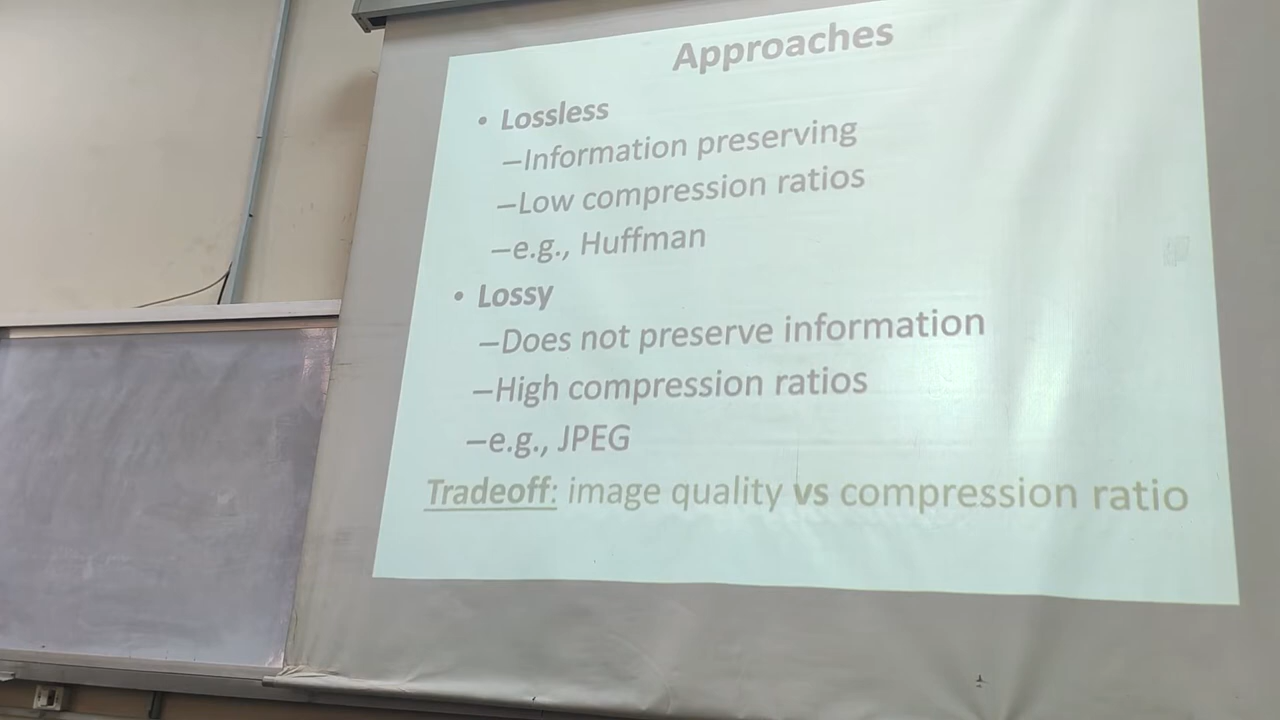 Approaches
• Lossless
–Information preserving
–Low compression ratios
–e.g., Huffman
• Lossy
–Does not preserve information
–High compression ratios
–e.g., JPEG
Tradeoff: image quality vs compression ratio